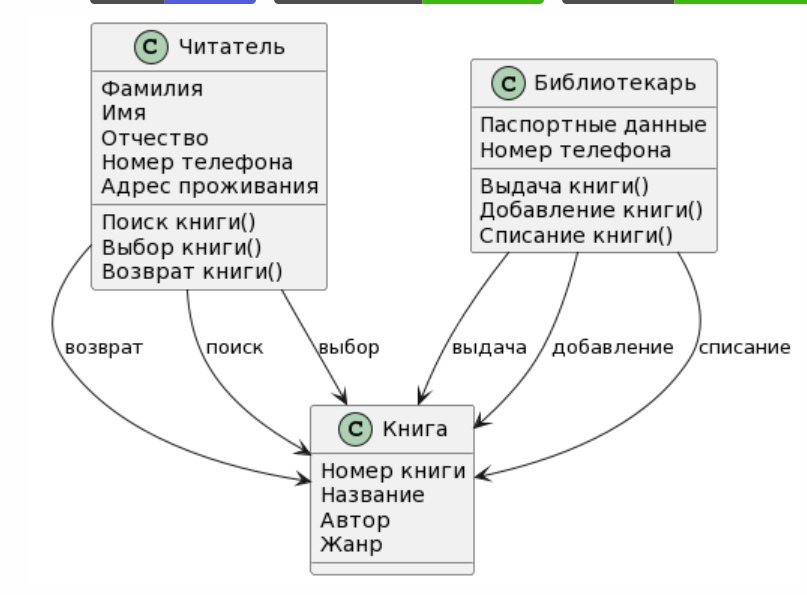 C Читатель
Фамилия
Имя
Отчество
Номер телефона
Адрес проживания
Поиск книги()
Выбор книги()
Возврат книги()
C Библиотекарь
Паспортные данные
Номер телефона
Выдача книги()
Добавление книги()
Списание книги()
возврат
поиск
выбор
выдача
добавление
списание
C Книга
Номер книги
Название
Автор
Жанр